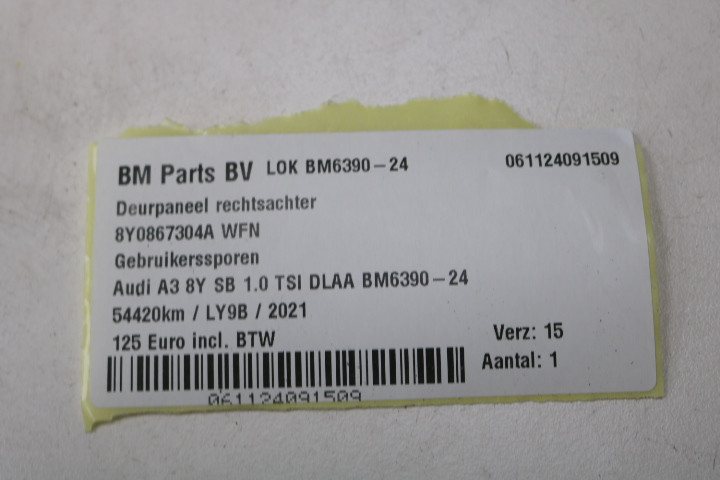 BM Parts BV LOK BM6390-24 061124091509
Deurpaneel rechtsachter
8Y0867304A WFN
Gebruikerssporen
Audi A3 8Y SB 1.0 TSI DLAA BM6390-24
54420km / LY9B / 2021
125 Euro incl. BTW Verz: 15
Aantal: 1
061124091509